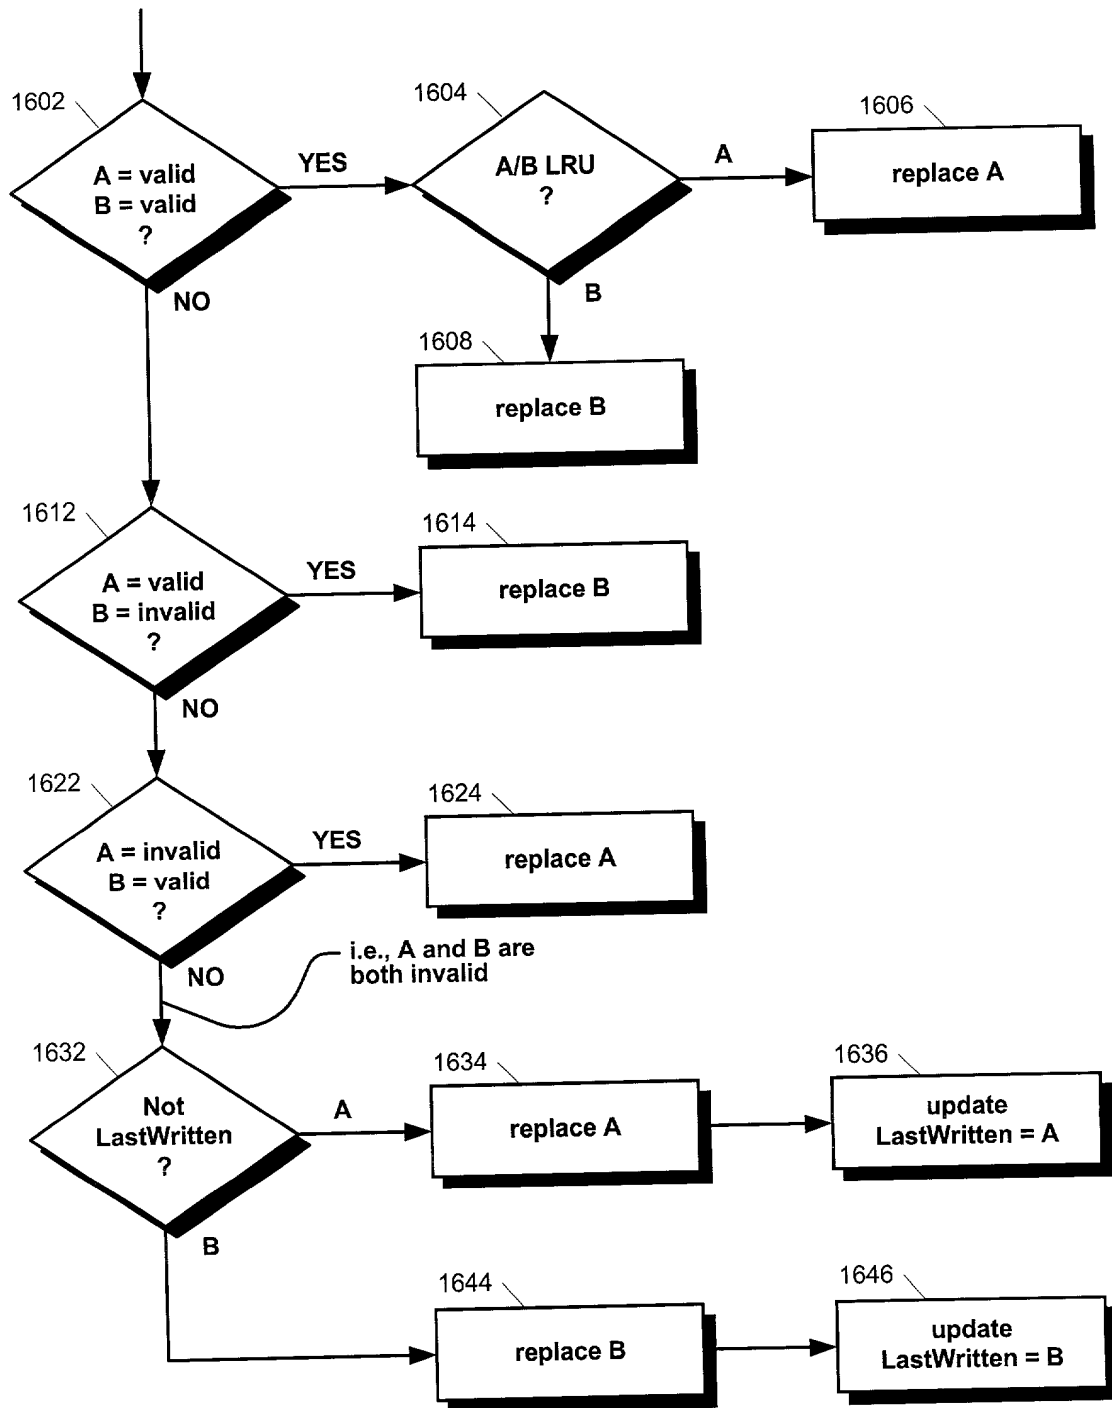 1602
A = valid
B = valid
?
YES
NO
1604
A/B LRU
?
A
B
1606
replace A
1608
replace B
1612
A = valid
B = invalid
?
YES
NO
1614
replace B
1622
A = invalid
B = valid
?
YES
NO
1624
replace A
i.e., A and B are
both invalid
1632
Not
LastWritten
?
A
B
1634
replace A
1636
update
LastWritten = A
1644
replace B
1646
update
LastWritten = B